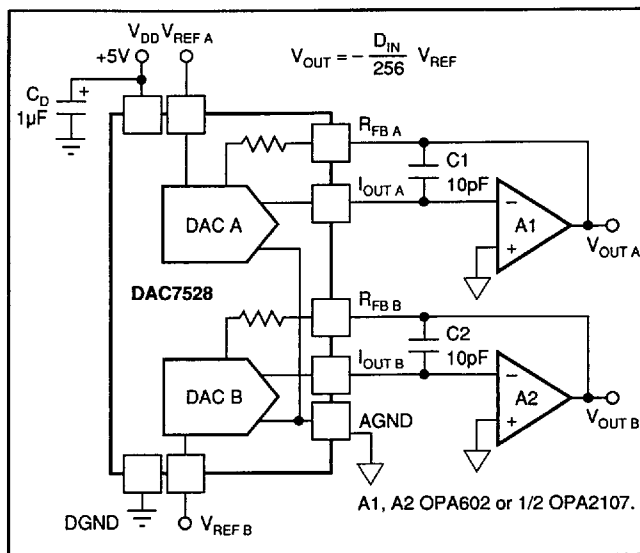 V_DD V_REF A
+5V
V_OUT = − D_IN/256 V_REF
C_D
+
1µF
R_FB A
C1
10pF
I_OUT A
DAC A
−
A1
+
V_OUT A
DAC7528
R_FB B
C2
10pF
I_OUT B
DAC B
−
A2
+
V_OUT B
AGND
DGND
V_REF B
A1, A2 OPA602 or 1/2 OPA2107.